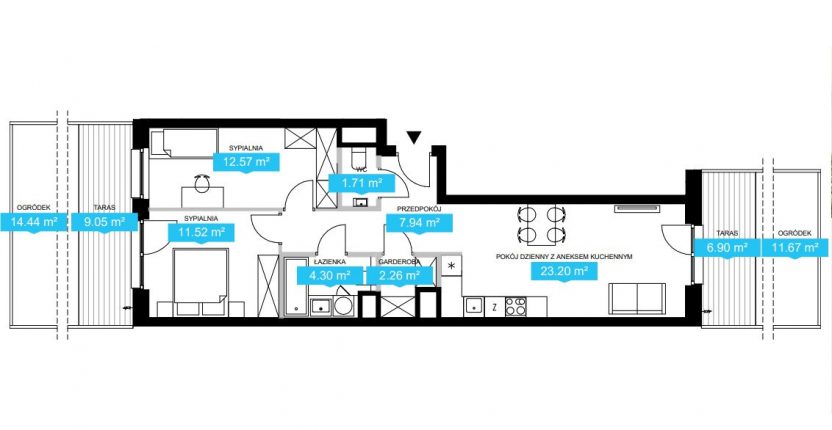 SYPIALNIA
12.57 m²
WC
1.71 m²
OGRÓDEK
14.44 m²
TARAS
9.05 m²
SYPIALNIA
11.52 m²
PRZEDPOKÓJ
7.94 m²
ŁAZIENKA
4.30 m²
GARDEROBA
2.26 m²
POKÓJ DZIENNY Z ANEKSEM KUCHENNYM
23.20 m²
TARAS
6.90 m²
OGRÓDEK
11.67 m²
Z